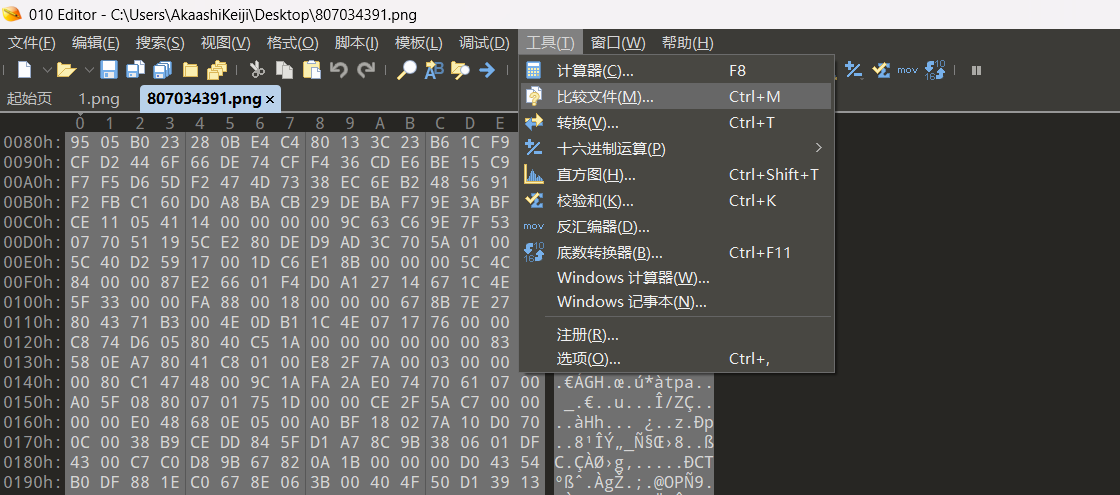 010 Editor - C:\Users\AkaashiKeiji\Desktop\807034391.png
文件(F) 编辑(E) 搜索(S) 视图(V) 格式(O) 脚本(I) 模板(L) 调试(D) 工具(T) 窗口(W) 帮助(H)
起始页 1.png 807034391.png ×
计算器(C)... F8
比较文件(M)... Ctrl+M
转换(V)... Ctrl+T
十六进制运算(P)
直方图(H)... Ctrl+Shift+T
校验和(K)... Ctrl+K
反汇编器(D)...
底数转换器(B)... Ctrl+F11
Windows 计算器(W)...
Windows 记事本(N)...
注册(R)...
选项(O)... Ctrl+,
0 1 2 3 4 5 6 7 8 9 A B C D E
0080h: 95 05 B0 23 28 0B E4 C4 80 13 3C 23 B6 1C F9
0090h: CF D2 44 6F 66 DE 74 CF F4 36 CD E6 BE 15 C9
00A0h: F7 F5 D6 5D F2 47 4D 73 38 EC 6E B2 48 56 91
00B0h: F2 FB C1 60 D0 A8 BA CB 29 DE BA F7 9E 3A BF
00C0h: CE 11 05 41 14 00 00 00 00 9C 63 C6 9E 7F 53
00D0h: 07 70 51 19 5C E2 80 DE D9 AD 3C 70 5A 01 00
00E0h: 5C 40 D2 59 17 00 1D C6 E1 8B 00 00 00 5C 4C
00F0h: 84 00 00 87 E2 66 01 F4 D0 A1 27 14 67 1C 4E
0100h: 5F 33 00 00 00 FA 88 00 18 00 00 00 67 8B 7E 27
0110h: 80 43 71 B3 00 4E 0D B1 1C 4E 07 17 76 00 00
0120h: C8 74 D6 05 80 40 C5 1A 00 00 00 00 00 00 83
0130h: 58 0E A7 80 41 C8 01 00 E8 2F 7A 00 03 00 00
0140h: 00 80 C1 47 48 00 9C 1A FA 2A E0 74 70 61 07 00 .€ÁGH.œ.ú*àtpa..
0150h: A0 5F 08 80 07 01 75 1D 00 00 CE 2F 5A C7 00 00 _.€..u...Î/ZÇ..
0160h: 00 00 E0 48 68 0E 05 00 A0 BF 18 02 7A 10 D0 70 ..àHh... ¿..z.Ðp
0170h: 0C 00 38 B9 CE DD 84 5F D1 A7 8C 9B 38 06 01 DF ..8¹ÎÝ„_Ñ§Œ›8..ß
0180h: 43 00 C7 C0 D8 9B 67 82 0A 1B 00 00 00 D0 43 54 C.ÇÀØ›g‚.....ÐCT
0190h: B0 DF 88 1E C0 67 8E 06 3B 00 40 4F 50 D1 39 13